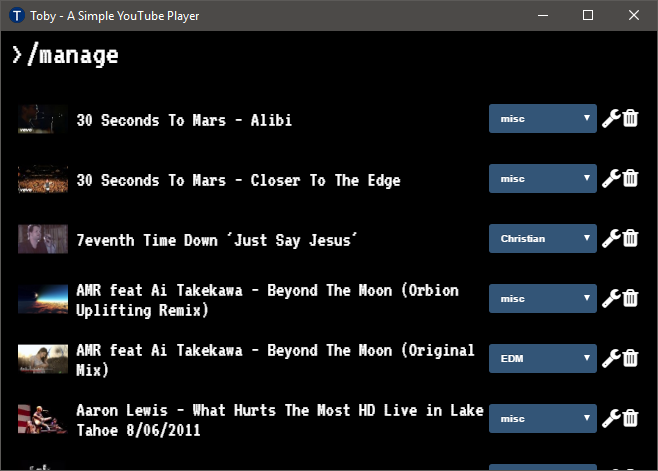 T Toby - A Simple YouTube Player
>/manage
30 Seconds To Mars - Alibi
misc
30 Seconds To Mars - Closer To The Edge
misc
7eventh Time Down 'Just Say Jesus'
Christian
AMR feat Ai Takekawa - Beyond The Moon (Orbion
Uplifting Remix)
misc
AMR feat Ai Takekawa - Beyond The Moon (Original
Mix)
EDM
Aaron Lewis - What Hurts The Most HD Live in Lake
Tahoe 8/06/2011
misc